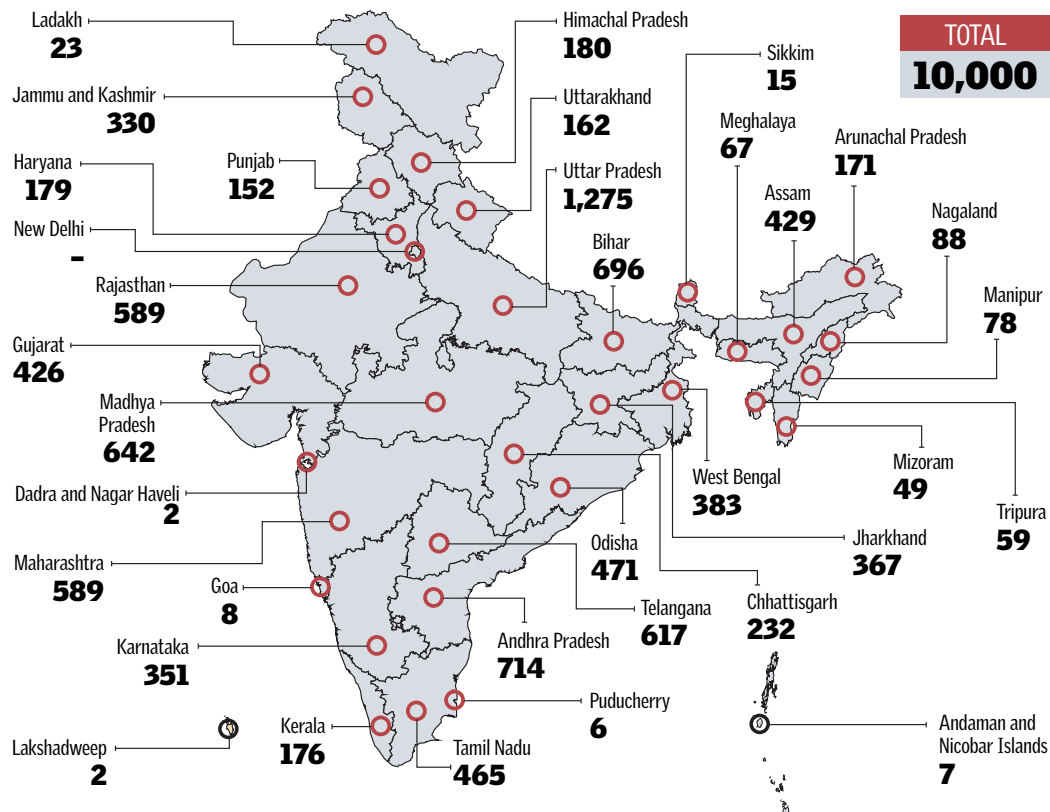 Ladakh
23
Himachal Pradesh
180
Sikkim
15
TOTAL
10,000
Jammu and Kashmir
330
Uttarakhand
162
Meghalaya
67
Arunachal Pradesh
171
Haryana
179
Punjab
152
Uttar Pradesh
1,275
Assam
429
Nagaland
88
New Delhi
-
Bihar
696
Rajasthan
589
Manipur
78
Gujarat
426
Madhya
Pradesh
642
West Bengal
383
Mizoram
49
Dadra and Nagar Haveli
2
Tripura
59
Maharashtra
589
Goa
8
Odisha
471
Jharkhand
367
Telangana
617
Chhattisgarh
232
Karnataka
351
Andhra Pradesh
714
Puducherry
6
Lakshadweep
2
Kerala
176
Tamil Nadu
465
Andaman and
Nicobar Islands
7